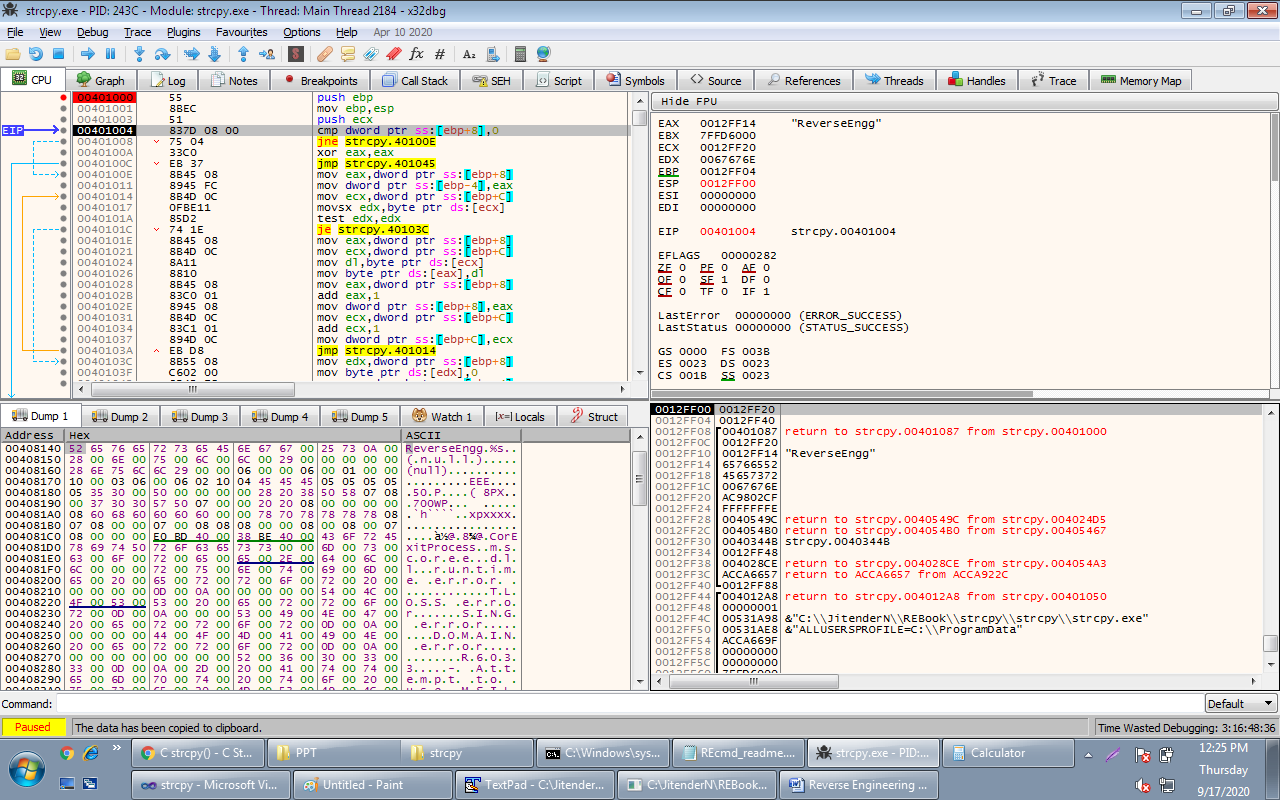 strcpy.exe - PID: 243C - Module: strcpy.exe - Thread: Main Thread 2184 - x32dbg
File View Debug Trace Plugins Favourites Options Help Apr 10 2020
CPU Graph Log Notes Breakpoints Call Stack SEH Script Symbols Source References Threads Handles Trace Memory Map
00401000 55 push ebp
00401001 8BEC mov ebp,esp
00401003 51 push ecx
EIP 00401004 837D 08 00 cmp dword ptr ss:[ebp+8],0
00401008 75 04 jne strcpy.40100E
0040100A 33C0 xor eax,eax
0040100C EB 37 jmp strcpy.401045
0040100E 8B45 08 mov eax,dword ptr ss:[ebp+8]
00401011 8945 FC mov dword ptr ss:[ebp-4],eax
00401014 8B4D 0C mov ecx,dword ptr ss:[ebp+C]
00401017 0FBE11 movsx edx,byte ptr ds:[ecx]
0040101A 85D2 test edx,edx
0040101C 74 1E je strcpy.40103C
0040101E 8B45 08 mov eax,dword ptr ss:[ebp+8]
00401021 8B4D 0C mov ecx,dword ptr ss:[ebp+C]
00401024 8A11 mov dl,byte ptr ds:[ecx]
00401026 8810 mov byte ptr ds:[eax],dl
00401028 8B45 08 mov eax,dword ptr ss:[ebp+8]
0040102B 83C0 01 add eax,1
0040102E 8945 08 mov dword ptr ss:[ebp+8],eax
00401031 8B4D 0C mov ecx,dword ptr ss:[ebp+C]
00401034 83C1 01 add ecx,1
00401037 894D 0C mov dword ptr ss:[ebp+C],ecx
0040103A EB D8 jmp strcpy.401014
0040103C 8B55 08 mov edx,dword ptr ss:[ebp+8]
0040103F C602 00 mov byte ptr ds:[edx],0
Hide FPU
EAX 0012FF14 "ReverseEngg"
EBX 7FFD6000
ECX 0012FF20
EDX 0067676E
EBP 0012FF04
ESP 0012FF00
ESI 00000000
EDI 00000000
EIP 00401004 strcpy.00401004
EFLAGS 00000282
ZF 0 PF 0 AF 0
OF 0 SF 1 DF 0
CF 0 TF 0 IF 1
LastError 00000000 (ERROR_SUCCESS)
LastStatus 00000000 (STATUS_SUCCESS)
GS 0000 FS 003B
ES 0023 DS 0023
CS 001B SS 0023
Dump 1 Dump 2 Dump 3 Dump 4 Dump 5 Watch 1 [x=] Locals Struct
Address Hex ASCII
00408140 52 65 76 65 72 73 65 45 6E 67 67 00 25 73 0A 00 ReverseEngg.%s..
00408150 28 00 6E 00 75 00 6C 00 6C 00 29 00 00 00 00 00 (.n.u.l.l.).....
00408160 28 6E 75 6C 6C 29 00 00 06 00 00 06 00 01 00 00 (null)..........
00408170 10 00 03 06 00 06 02 10 04 45 45 45 05 05 05 05 .........EEE....
00408180 05 35 30 00 50 00 00 00 00 28 20 38 50 58 07 08 .50.P....( 8PX..
00408190 00 37 30 30 57 50 07 00 00 20 20 08 00 00 00 00 .700WP...  .....
004081A0 08 60 68 60 60 60 60 00 00 78 70 78 78 78 78 08 .`h````..xpxxxx.
004081B0 07 08 00 00 07 00 08 08 08 00 00 08 00 08 00 07 ................
004081C0 08 00 00 00 E0 BD 40 00 38 BE 40 00 43 6F 72 45 ....à½@.8¾@.CorE
004081D0 78 69 74 50 72 6F 63 65 73 73 00 00 6D 00 73 00 xitProcess..m.s.
004081E0 63 00 6F 00 72 00 65 00 65 00 2E 00 64 00 6C 00 c.o.r.e.e...d.l.
004081F0 6C 00 00 00 72 00 75 00 6E 00 74 00 69 00 6D 00 l...r.u.n.t.i.m.
00408200 65 00 20 00 65 00 72 00 72 00 6F 00 72 00 20 00 e. .e.r.r.o.r. .
00408210 00 00 00 00 0D 00 0A 00 00 00 00 00 54 00 4C 00 ............T.L.
00408220 4F 00 53 00 53 00 20 00 65 00 72 00 72 00 6F 00 O.S.S. .e.r.r.o.
00408230 72 00 0D 00 0A 00 00 00 53 00 49 00 4E 00 47 00 r.......S.I.N.G.
00408240 20 00 65 00 72 00 72 00 6F 00 72 00 0D 00 0A 00  .e.r.r.o.r.....
00408250 00 00 00 00 44 00 4F 00 4D 00 41 00 49 00 4E 00 ....D.O.M.A.I.N.
00408260 20 00 65 00 72 00 72 00 6F 00 72 00 0D 00 0A 00  .e.r.r.o.r.....
00408270 00 00 00 00 00 00 00 00 52 00 36 00 30 00 33 00 ........R.6.0.3.
00408280 33 00 0D 00 0A 00 2D 00 20 00 41 00 74 00 74 00 3.....-. .A.t.t.
00408290 65 00 6D 00 70 00 74 00 20 00 74 00 6F 00 20 00 e.m.p.t. .t.o. .
0012FF00 0012FF20
0012FF04 0012FF40
0012FF08 00401087 return to strcpy.00401087 from strcpy.00401000
0012FF0C 0012FF20
0012FF10 0012FF14 "ReverseEngg"
0012FF14 65766552
0012FF18 45657372
0012FF1C 0067676E
0012FF20 AC9802CF
0012FF24 FFFFFFFE
0012FF28 0040549C return to strcpy.0040549C from strcpy.004024D5
0012FF2C 004054B0 return to strcpy.004054B0 from strcpy.00405467
0012FF30 0040344B strcpy.0040344B
0012FF34 0012FF48
0012FF38 004028CE return to strcpy.004028CE from strcpy.004054A3
0012FF3C ACCA6657 return to ACCA6657 from ACCA922C
0012FF40 0012FF88
0012FF44 004012A8 return to strcpy.004012A8 from strcpy.00401050
0012FF48 00000001
0012FF4C 00531A98 &"C:\\JitenderN\\REBook\\strcpy\\strcpy\\strcpy.exe"
0012FF50 00531AE8 &"ALLUSERSPROFILE=C:\\ProgramData"
0012FF54 ACCA669F
0012FF58 00000000
0012FF5C 00000000
Command: Default
Paused The data has been copied to clipboard. Time Wasted Debugging: 3:16:48:36
C strcpy() - C St... PPT strcpy C:\Windows\sys... REcmd_readme.... strcpy.exe - PID:... Calculator
strcpy - Microsoft Vi... Untitled - Paint TextPad - C:\Jitender... C:\JitenderN\REBook... Reverse Engineering ...
12:25 PM
Thursday
9/17/2020